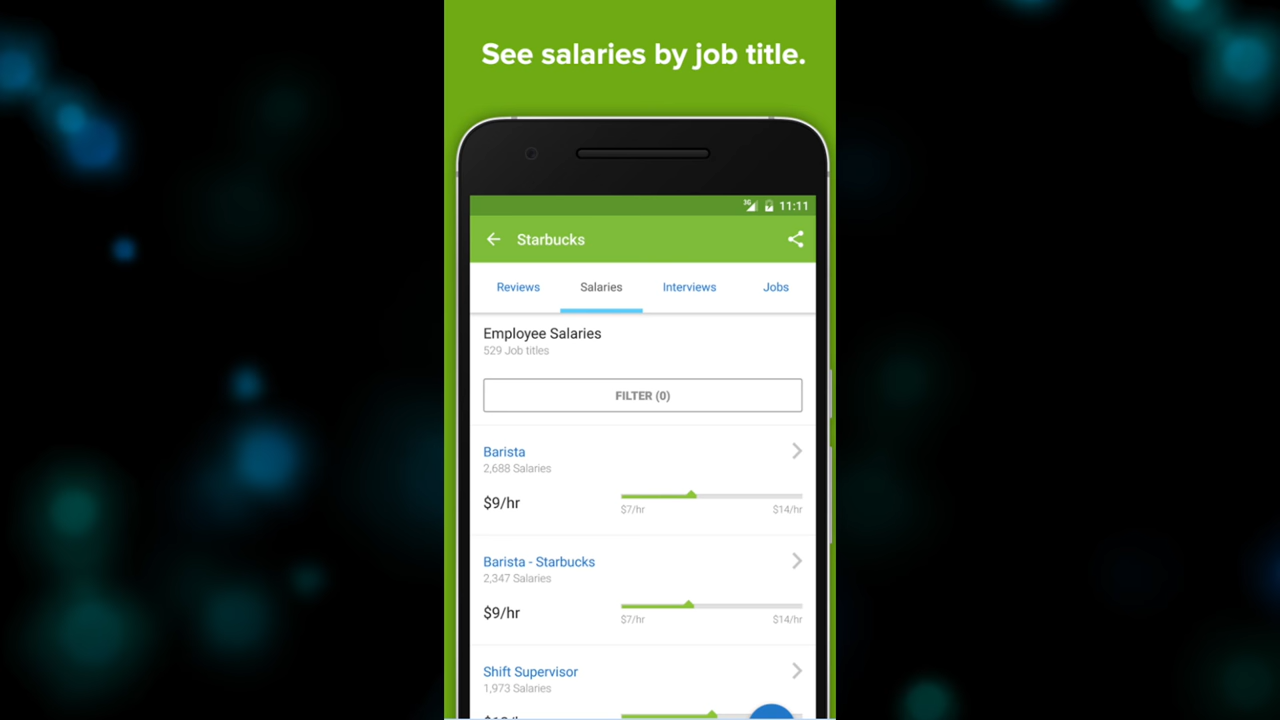 See salaries by job title.
3G 11:11
Starbucks
Reviews Salaries Interviews Jobs
Employee Salaries
529 Job titles
FILTER (0)
Barista
2,688 Salaries
$9/hr
$7/hr $14/hr
Barista - Starbucks
2,347 Salaries
$9/hr
$7/hr $14/hr
Shift Supervisor
1,973 Salaries